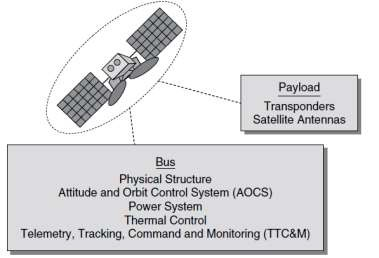 Payload
Transponders
Satellite Antennas
Bus
Physical Structure
Attitude and Orbit Control System (AOCS)
Power System
Thermal Control
Telemetry, Tracking, Command and Monitoring (TTC&M)